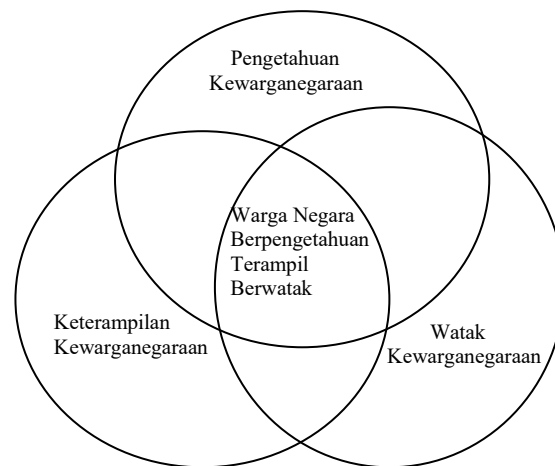 Pengetahuan
Kewarganegaraan
Warga Negara
Berpengetahuan
Terampil
Berwatak
Keterampilan
Kewarganegaraan
Watak
Kewarganegaraan